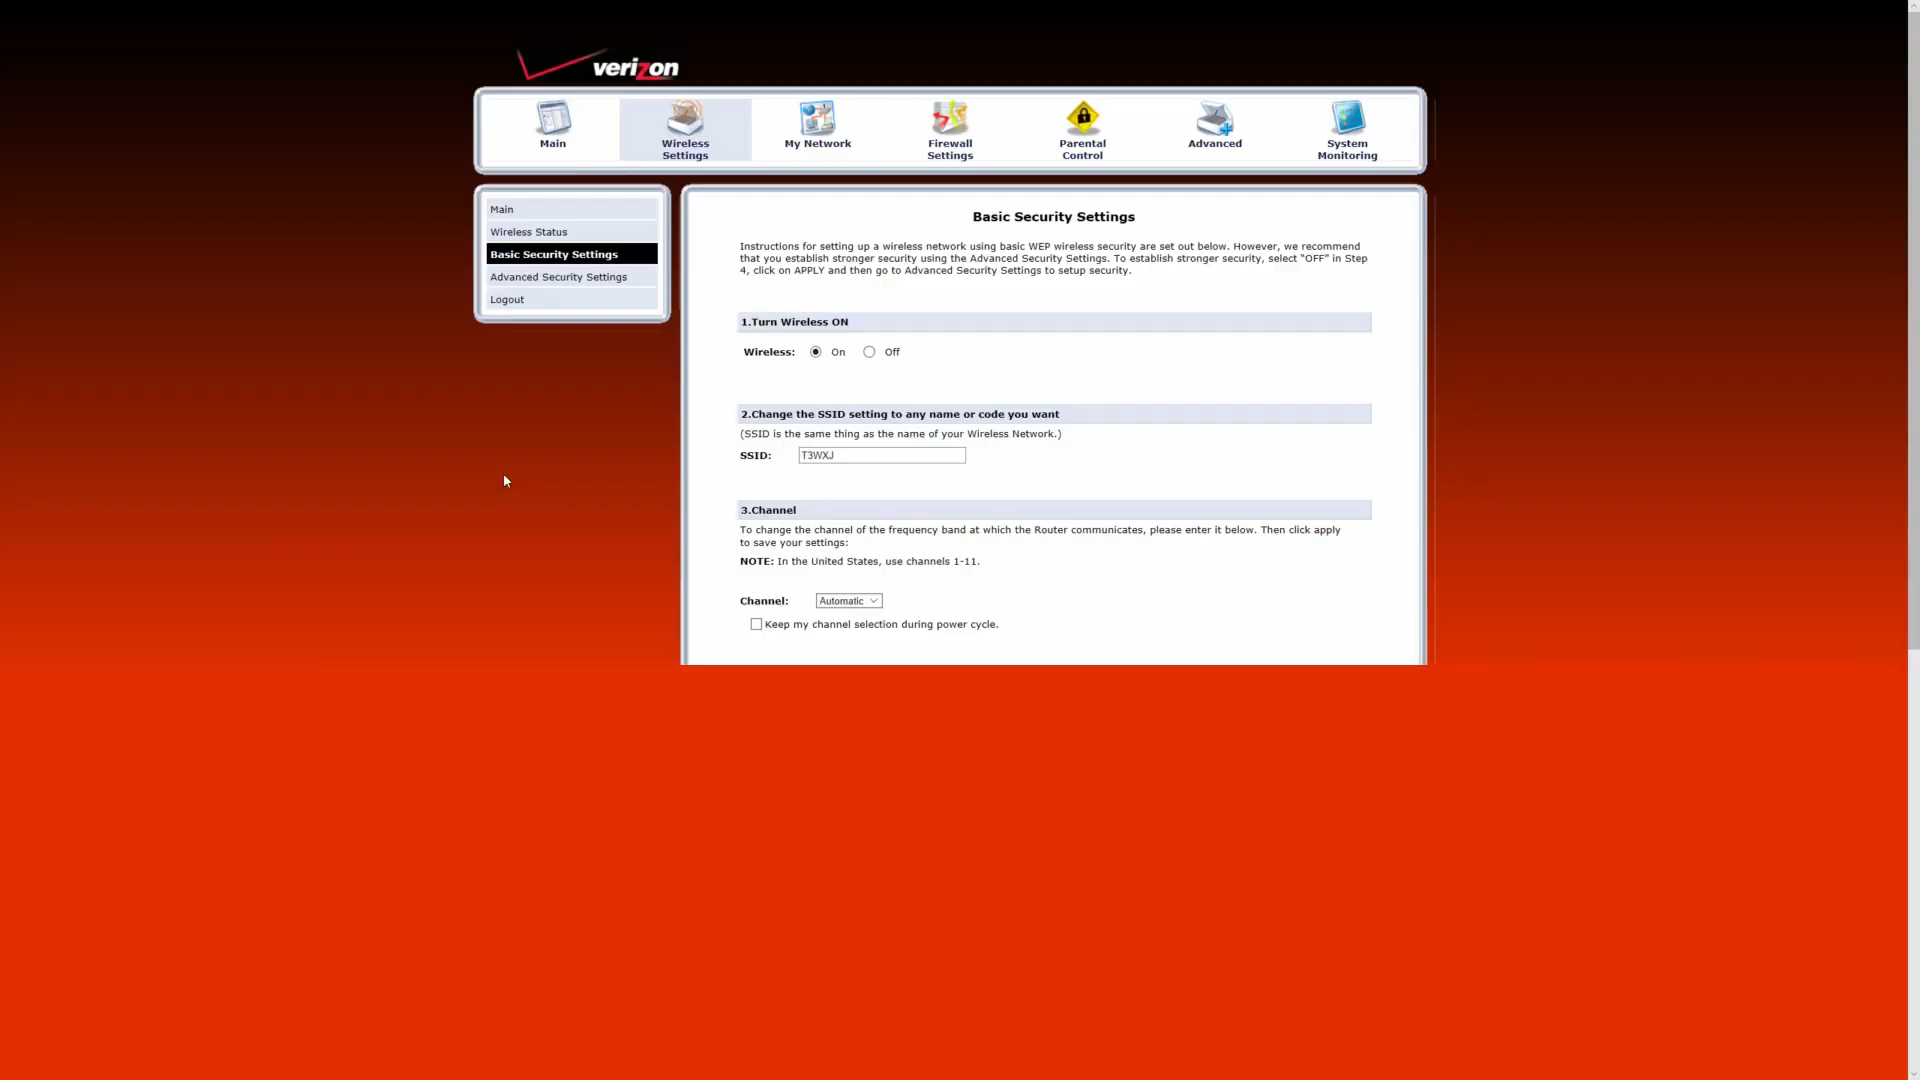 verizon
Main
Wireless
Settings
My Network
Firewall
Settings
Parental
Control
Advanced
System
Monitoring
Main
Wireless Status
Basic Security Settings
Advanced Security Settings
Logout
Basic Security Settings
Instructions for setting up a wireless network using basic WEP wireless security are set out below. However, we recommend
that you establish stronger security using the Advanced Security Settings. To establish stronger security, select "OFF" in Step
4, click on APPLY and then go to Advanced Security Settings to setup security.
1.Turn Wireless ON
Wireless: On Off
2.Change the SSID setting to any name or code you want
(SSID is the same thing as the name of your Wireless Network.)
SSID: T3WXJ
3.Channel
To change the channel of the frequency band at which the Router communicates, please enter it below. Then click apply
to save your settings:
NOTE: In the United States, use channels 1-11.
Channel: Automatic
Keep my channel selection during power cycle.